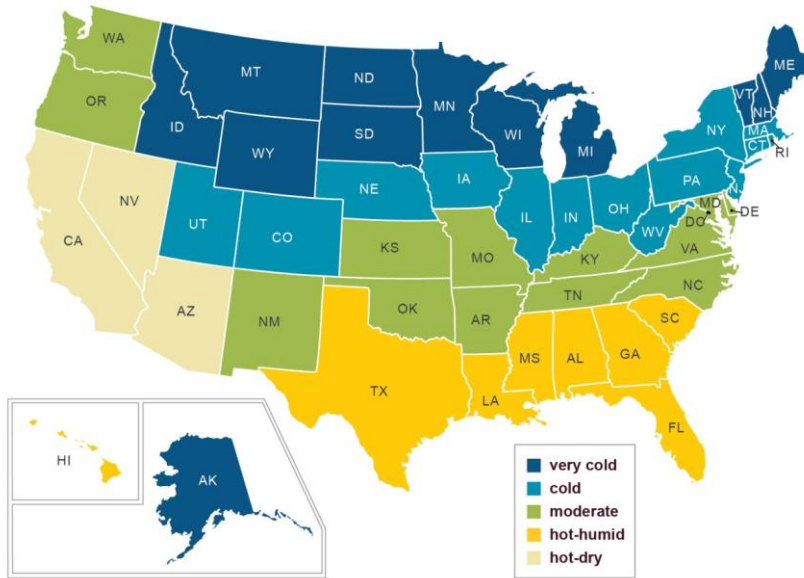 WA
MT
ND
MN
ME
OR
ID
WY
SD
WI
MI
VT
NH
NY
MA
CT
RI
NV
UT
CO
NE
IA
IL
IN
OH
PA
NJ
CA
KS
MO
KY
WV
MD
DE
DC
VA
AZ
NM
OK
AR
TN
NC
TX
LA
MS
AL
GA
SC
FL
HI
AK
very cold
cold
moderate
hot-humid
hot-dry